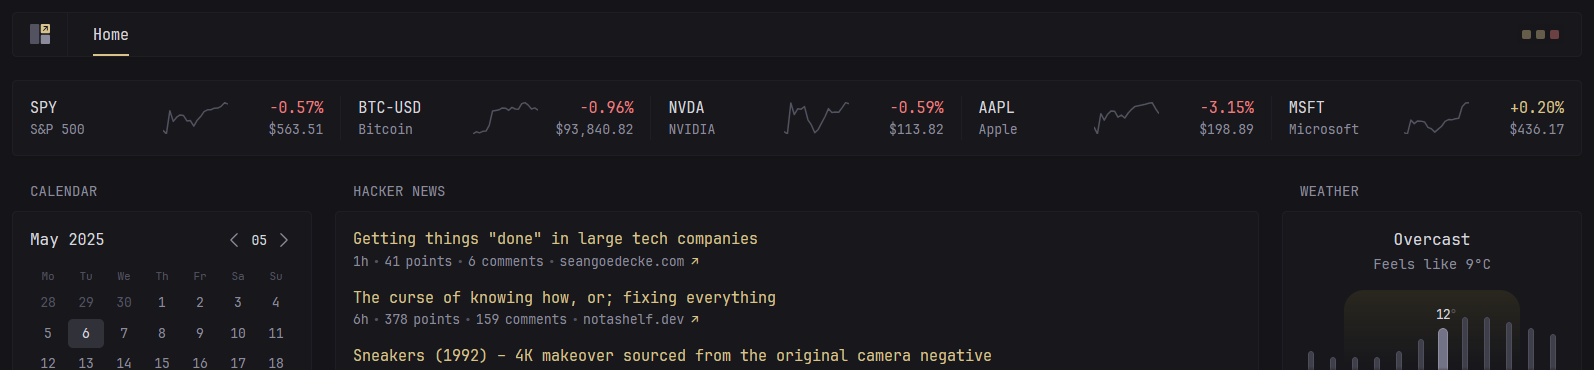 Home
SPY -0.57% BTC-USD -0.96% NVDA -0.59% AAPL -3.15% MSFT +0.20%
S&P 500 $563.51 Bitcoin $93,840.82 NVIDIA $113.82 Apple $198.89 Microsoft $436.17
CALENDAR
May 2025 05
Mo Tu We Th Fr Sa Su
28 29 30 1 2 3 4
5 6 7 8 9 10 11
12 13 14 15 16 17 18
HACKER NEWS
Getting things "done" in large tech companies
1h • 41 points • 6 comments • seangoedecke.com ↗
The curse of knowing how, or; fixing everything
6h • 378 points • 159 comments • notashelf.dev ↗
Sneakers (1992) – 4K makeover sourced from the original camera negative
WEATHER
Overcast
Feels like 9°C
12°